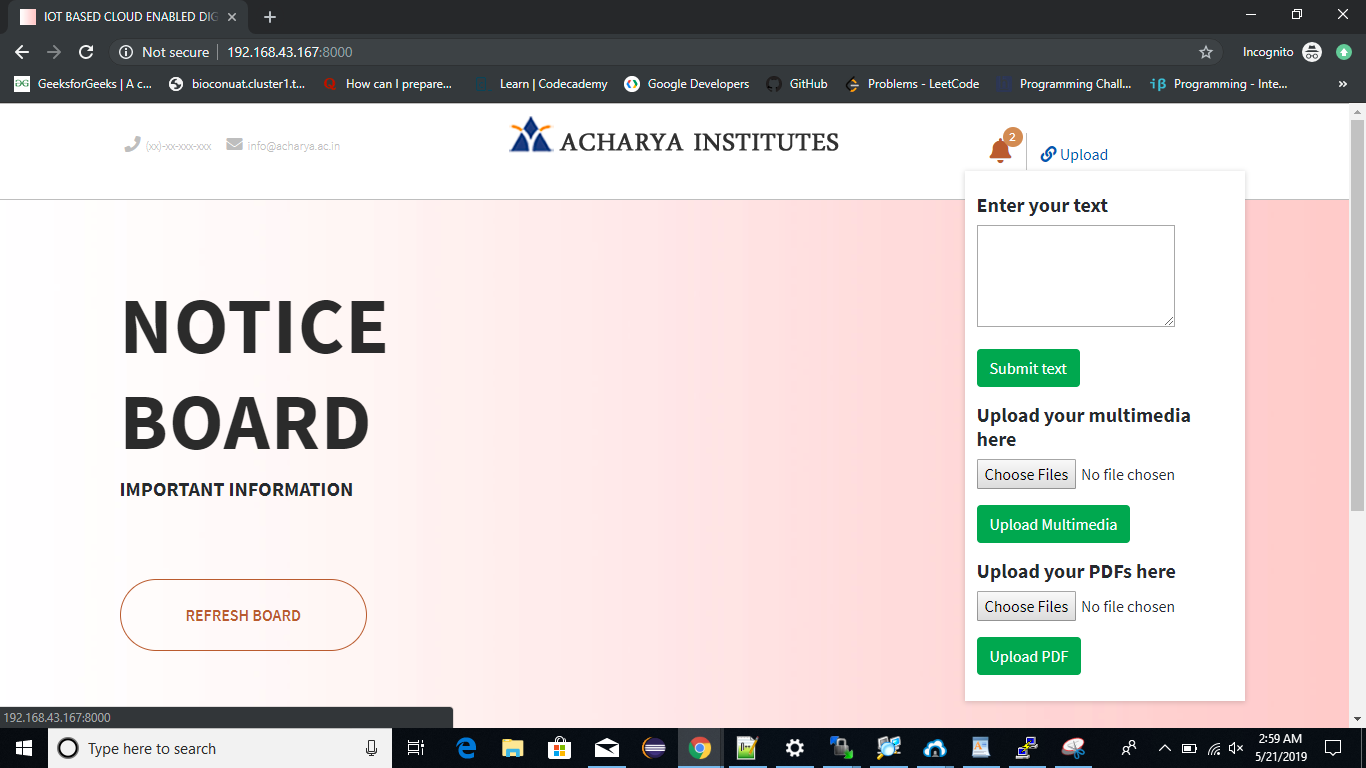 IOT BASED CLOUD ENABLED DIG
Not secure | 192.168.43.167:8000
Incognito
GeeksforGeeks | A c...
bioconuat.cluster1.t...
How can I prepare...
Learn | Codecademy
Google Developers
GitHub
Problems - LeetCode
Programming Chall...
Programming - Inte...
»
(xx)-xx-xxx-xxx
info@acharya.ac.in
ACHARYA INSTITUTES
2
Upload
Enter your text
Submit text
Upload your multimedia
here
Choose Files No file chosen
Upload Multimedia
Upload your PDFs here
Choose Files No file chosen
Upload PDF
NOTICE
BOARD
IMPORTANT INFORMATION
REFRESH BOARD
192.168.43.167:8000
Type here to search
2:59 AM
5/21/2019